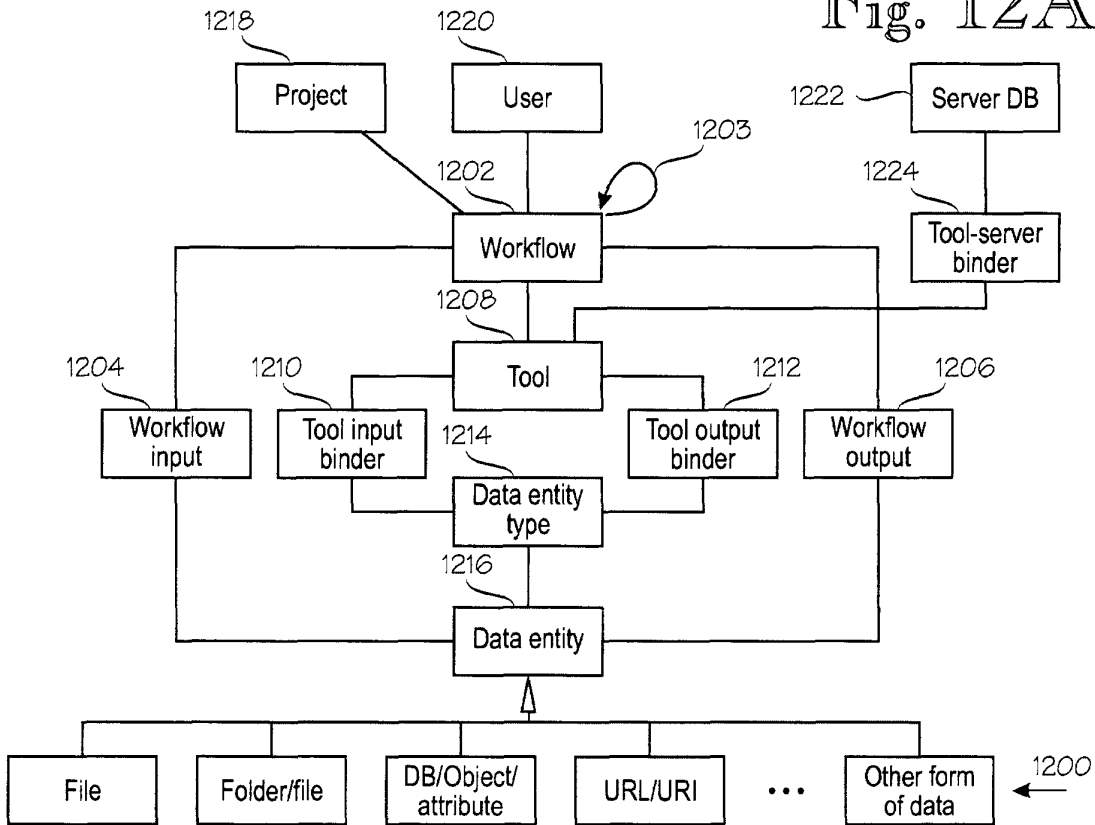 Fig. 12A
1218
1220
Project
User
1222
Server DB
1203
1202
1224
Workflow
Tool-server
binder
1208
Tool
1204
1210
1212
1206
Workflow
input
Tool input
binder
Tool output
binder
Workflow
output
1214
Data entity
type
1216
Data entity
File
Folder/file
DB/Object/
attribute
URL/URI
•••
Other form
of data
1200